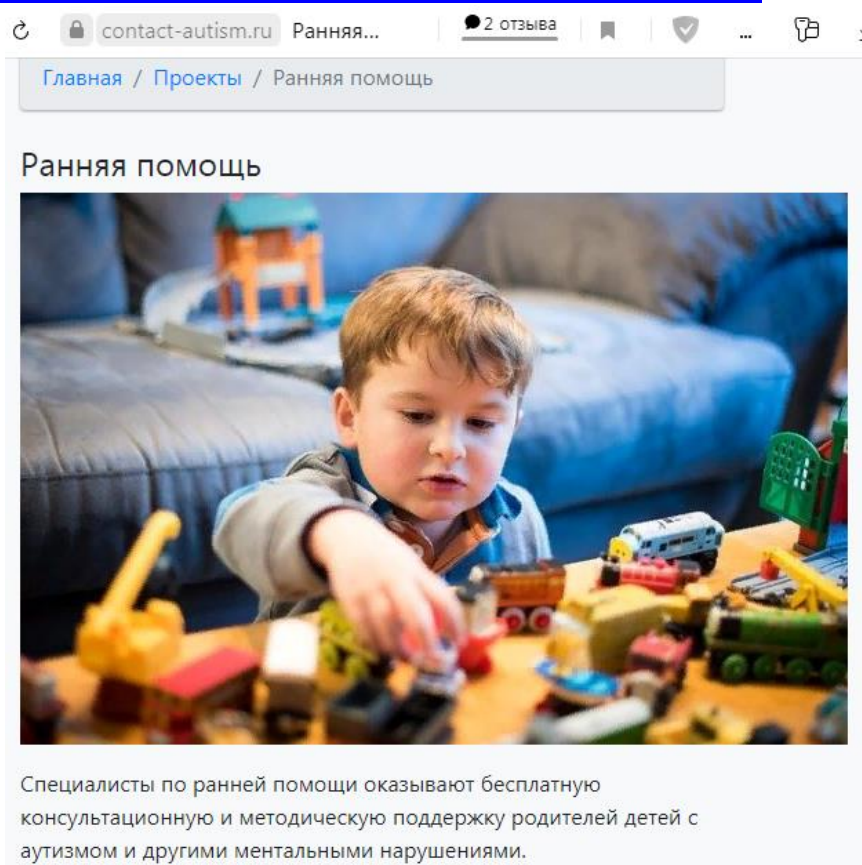 contact-autism.ru Ранняя... 2 отзыва ...
Главная / Проекты / Ранняя помощь
Ранняя помощь
Специалисты по ранней помощи оказывают бесплатную
консультационную и методическую поддержку родителей детей с
аутизмом и другими ментальными нарушениями.